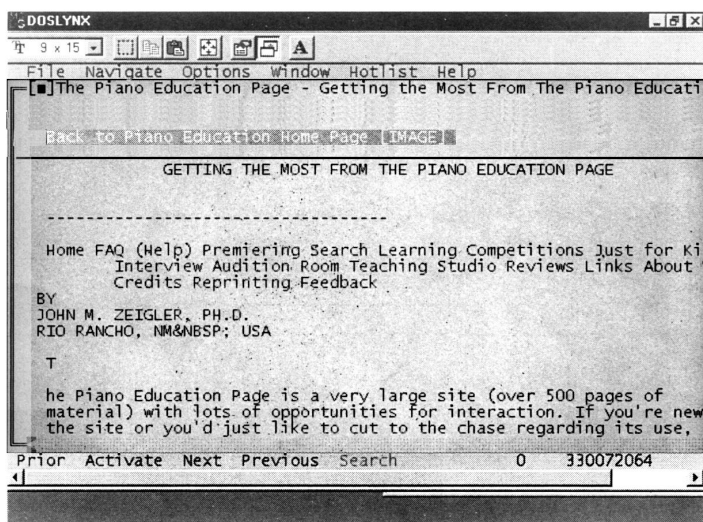 DOSLYNX
Tr 9 x 15 A
File Navigate Options Window Hotlist Help
[■]The Piano Education Page - Getting the Most From The Piano Educati
Back to Piano Education Home Page [IMAGE]
GETTING THE MOST FROM THE PIANO EDUCATION PAGE
-----------------------------------
Home FAQ (Help) Premiering Search Learning Competitions Just for Ki
Interview Audition Room Teaching Studio Reviews Links About
Credits Reprinting Feedback
BY
JOHN M. ZEIGLER, PH.D.
RIO RANCHO, NM&NBSP; USA
T
he Piano Education Page is a very large site (over 500 pages of
material) with lots of opportunities for interaction. If you're new
the site or you'd just like to cut to the chase regarding its use,
Prior Activate Next Previous Search 0 330072064